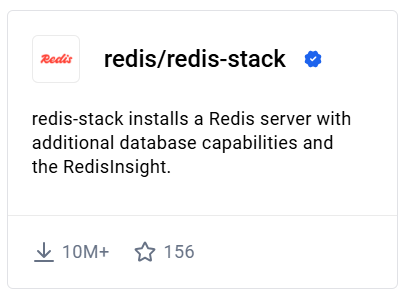 Redis
redis/redis-stack
redis-stack installs a Redis server with
additional database capabilities and
the RedisInsight.
10M+ 156